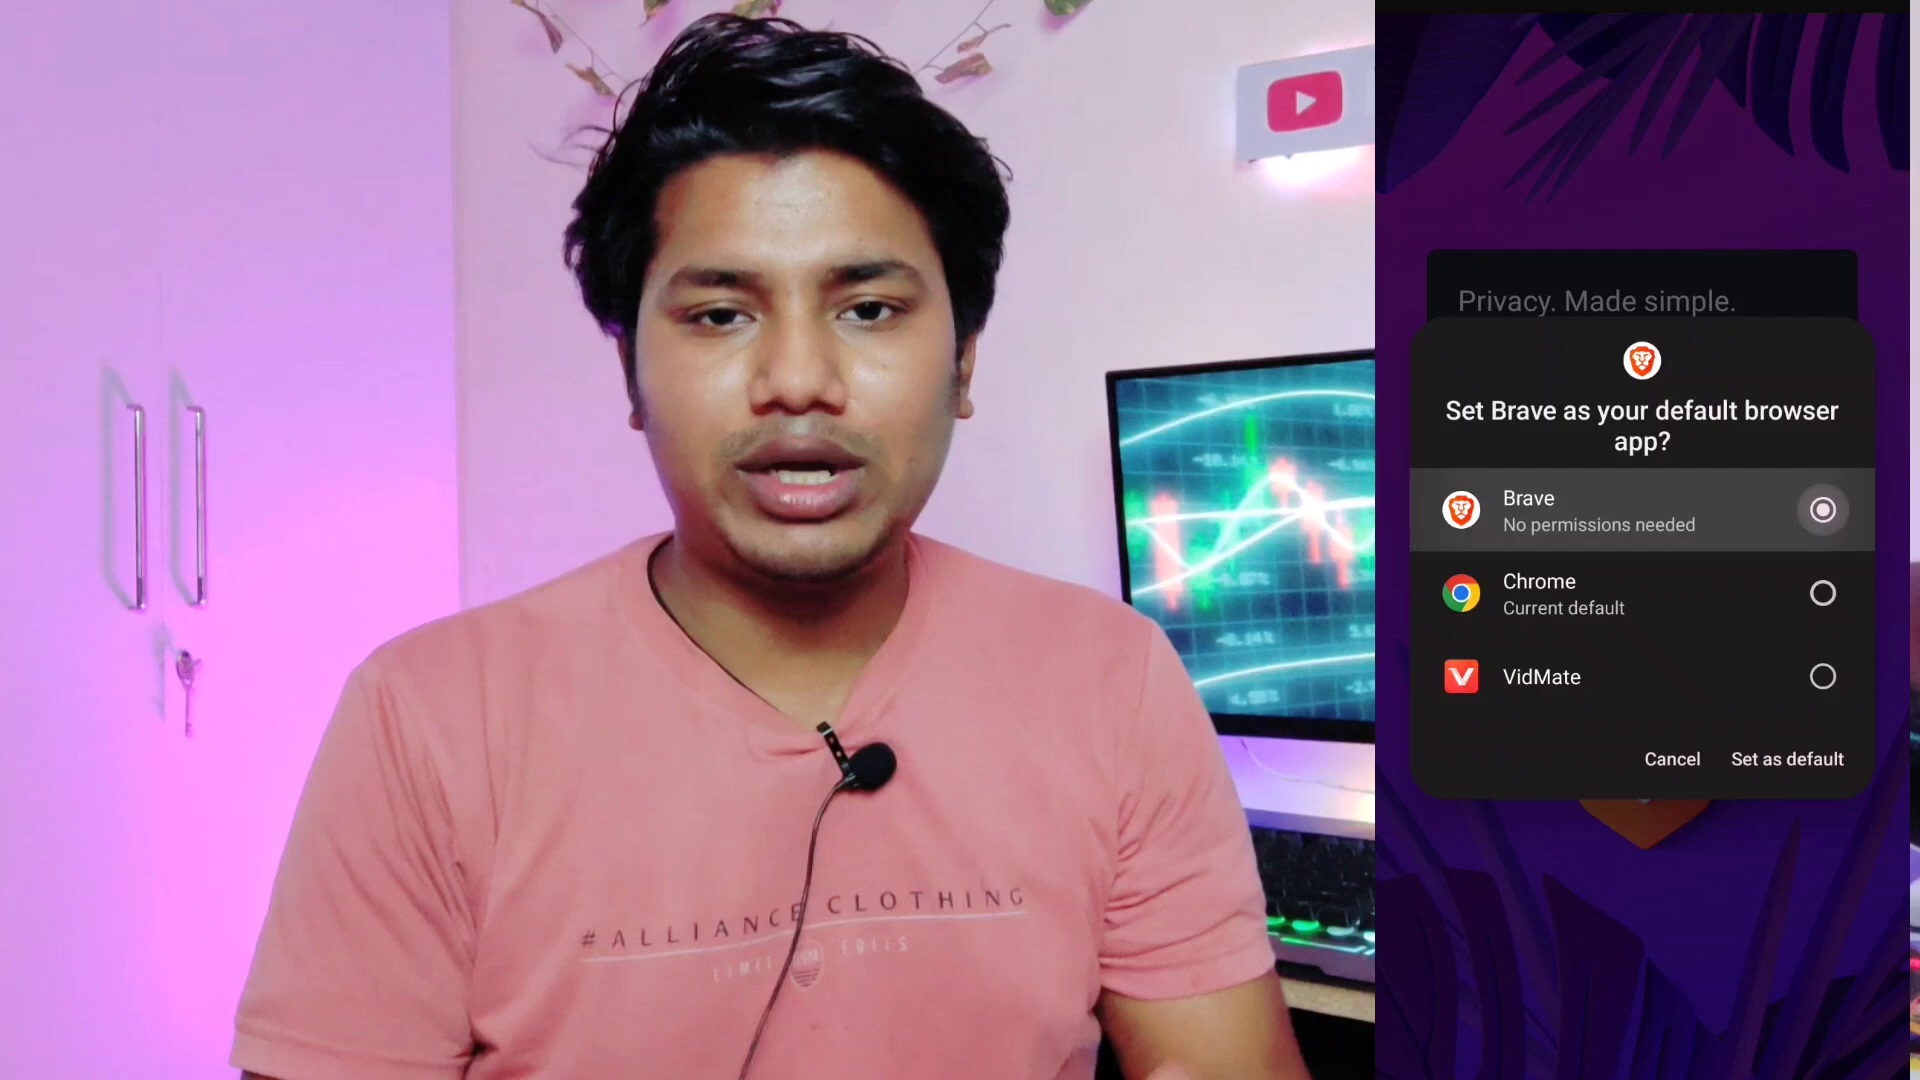 Privacy. Made simple.
Set Brave as your default browser
app?
Brave
No permissions needed
Chrome
Current default
VidMate
Cancel Set as default
#ALLIANCE CLOTHING